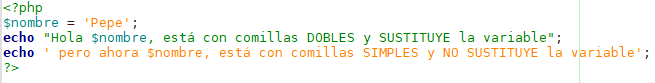 <?php
$nombre = 'Pepe';
echo "Hola $nombre, está con comillas DOBLES y SUSTITUYE la variable";
echo ' pero ahora $nombre, está con comillas SIMPLES y NO SUSTITUYE la variable';
?>